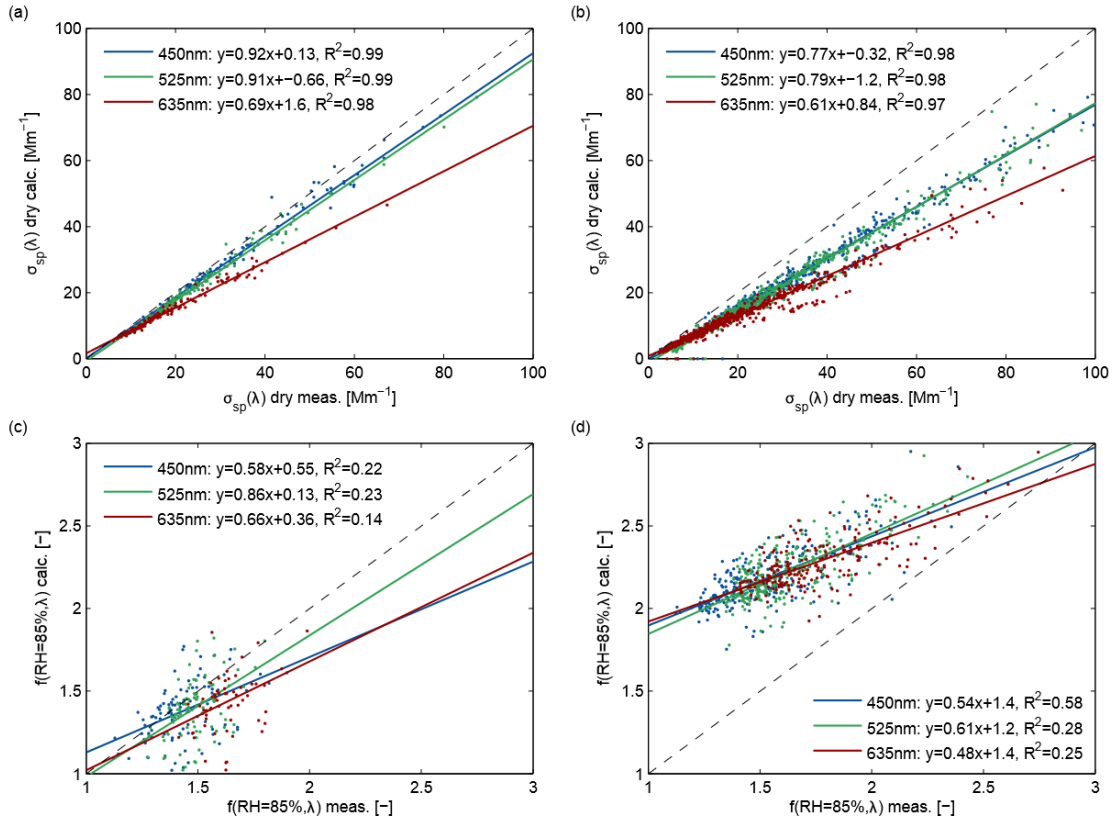 (a)
100
80
60
40
20
0
0 20 40 60 80 100
σsp(λ) dry calc. [Mm⁻¹]
σsp(λ) dry meas. [Mm⁻¹]
450nm: y=0.92x+0.13, R²=0.99
525nm: y=0.91x+−0.66, R²=0.99
635nm: y=0.69x+1.6, R²=0.98
(b)
100
80
60
40
20
0
0 20 40 60 80 100
σsp(λ) dry calc. [Mm⁻¹]
σsp(λ) dry meas. [Mm⁻¹]
450nm: y=0.77x+−0.32, R²=0.98
525nm: y=0.79x+−1.2, R²=0.98
635nm: y=0.61x+0.84, R²=0.97
(c)
3
2.5
2
1.5
1
1 1.5 2 2.5 3
f(RH=85%,λ) calc. [−]
f(RH=85%,λ) meas. [−]
450nm: y=0.58x+0.55, R²=0.22
525nm: y=0.86x+0.13, R²=0.23
635nm: y=0.66x+0.36, R²=0.14
(d)
3
2.5
2
1.5
1
1 1.5 2 2.5 3
f(RH=85%,λ) calc. [−]
f(RH=85%,λ) meas. [−]
450nm: y=0.54x+1.4, R²=0.58
525nm: y=0.61x+1.2, R²=0.28
635nm: y=0.48x+1.4, R²=0.25